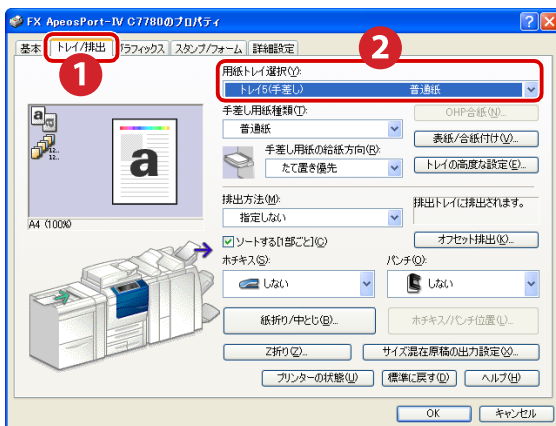 FX ApeosPort-IV C7780のプロパティ
基本 トレイ/排出 グラフィックス スタンプ/フォーム 詳細設定
1
2
用紙トレイ選択(Y):
トレイ5(手差し) 普通紙
手差し用紙種類(T):
普通紙
OHP合紙(N)...
表紙/合紙付け(V)...
手差し用紙の給紙方向(R):
たて置き優先
トレイの高度な設定(E)...
a
a
12..
12..
A4 (100%)
排出方法(M):
指定しない
排出トレイに排出されます。
ソートする[1部ごと](C)
オフセット排出(K)...
ホチキス(S):
しない
パンチ(O):
しない
紙折り/中とじ(B)...
ホチキス/パンチ位置(L)...
Z折り(Z)...
サイズ混在原稿の出力設定(X)...
プリンターの状態(U)
標準に戻す(D)
ヘルプ(H)
OK
キャンセル